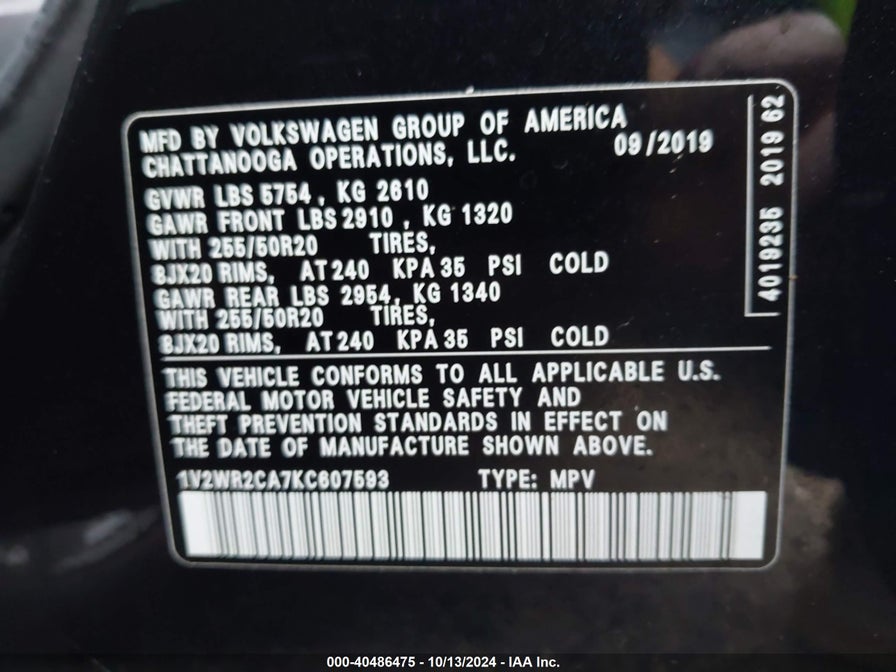 MFD BY VOLKSWAGEN GROUP OF AMERICA
CHATTANOOGA OPERATIONS, LLC. 09/2019
GVWR LBS 5754, KG 2610
GAWR FRONT LBS 2910, KG 1320
WITH 255/50R20 TIRES,
8JX20 RIMS, AT 240 KPA 35 PSI COLD
GAWR REAR LBS 2954, KG 1340
WITH 255/50R20 TIRES,
8JX20 RIMS, AT 240 KPA 35 PSI COLD
THIS VEHICLE CONFORMS TO ALL APPLICABLE U.S.
FEDERAL MOTOR VEHICLE SAFETY AND
THEFT PREVENTION STANDARDS IN EFFECT ON
THE DATE OF MANUFACTURE SHOWN ABOVE.
1V2WR2CA7KC607593 TYPE: MPV
4019235 2019 62
000-40486475 - 10/13/2024 - IAA Inc.